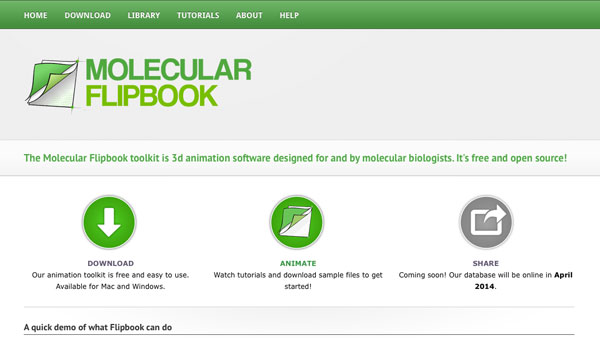 HOME DOWNLOAD LIBRARY TUTORIALS ABOUT HELP
MOLECULAR
FLIPBOOK
The Molecular Flipbook toolkit is 3d animation software designed for and by molecular biologists. It's free and open source!
DOWNLOAD
Our animation toolkit is free and easy to use.
Available for Mac and Windows.
ANIMATE
Watch tutorials and download sample files to get
started!
SHARE
Coming soon! Our database will be online in April
2014.
A quick demo of what Flipbook can do